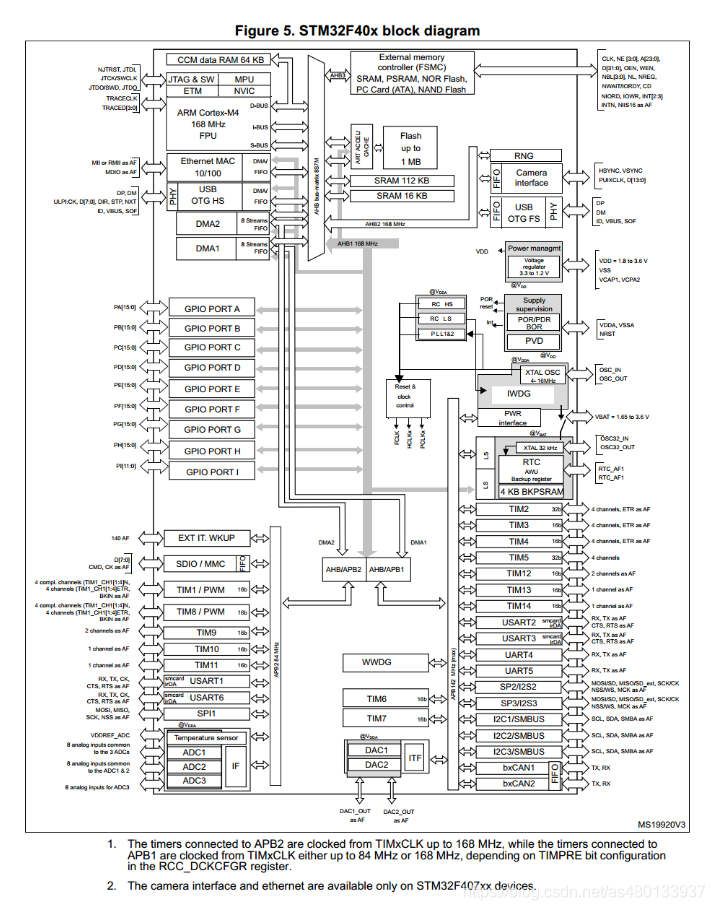 Figure 5. STM32F40x block diagram
CCM data RAM 64 KB
External memory
controller (FSMC)
SRAM, PSRAM, NOR Flash,
PC Card (ATA), NAND Flash
CLK, NE [3:0], A[23:0],
D[31:0], OEN, WEN,
NBL[3:0], NL, NREG,
NWAIT/IORDY, CD
NIORD, IOWR, INT[2:3]
INTN, NIIS16 as AF
AHB3
NJTRST, JTDI,
JTCK/SWCLK
JTDO/SWD, JTDO
JTAG & SW
MPU
ETM
NVIC
TRACECLK
TRACED[3:0]
ARM Cortex-M4
168 MHz
FPU
D-BUS
I-BUS
S-BUS
AHB bus-matrix 8S7M
ART ACCEL/
CACHE
Flash
up to
1 MB
MII or RMII as AF
MDIO as AF
Ethernet MAC
10/100
DMA/
FIFO
SRAM 112 KB
SRAM 16 KB
RNG
FIFO
Camera
interface
HSYNC, VSYNC
PUIXCLK, D[13:0]
DP, DM
ULPI:CK, D[7:0], DIR, STP, NXT
ID, VBUS, SOF
PHY
USB
OTG HS
DMA/
FIFO
FIFO
USB
OTG FS
PHY
DP
DM
ID, VBUS, SOF
DMA2
8 Streams
FIFO
DMA1
8 Streams
FIFO
AHB2 168 MHz
AHB1 168 MHz
VDD
Power managmt
Voltage
regulator
3.3 to 1.2 V
VDD = 1.8 to 3.6 V
VSS
VCAP1, VCPA2
@VDD
@VDDA
RC HS
RC LS
PLL1&2
POR
reset
Int
Supply
supervision
POR/PDR
BOR
PVD
VDDA, VSSA
NRST
@VDDA
@VDD
PA[15:0]
GPIO PORT A
PB[15:0]
GPIO PORT B
PC[15:0]
GPIO PORT C
PD[15:0]
GPIO PORT D
PE[15:0]
GPIO PORT E
PF[15:0]
GPIO PORT F
PG[15:0]
GPIO PORT G
PH[15:0]
GPIO PORT H
PI[11:0]
GPIO PORT I
XTAL OSC
4- 16MHz
OSC_IN
OSC_OUT
IWDG
Reset &
clock
control
FCLK
HCLKx
PCLKx
PWR
interface
VBAT = 1.65 to 3.6 V
@VBAT
LS
LS
XTAL 32 kHz
OSC32_IN
OSC32_OUT
RTC
AWU
Backup register
RTC_AF1
RTC_AF1
4 KB BKPSRAM
DMA2
DMA1
AHB/APB2
AHB/APB1
APB2 84 MHz
APB1 42 MHz (max)
140 AF
EXT IT. WKUP
D[7:0]
CMD, CK as AF
SDIO / MMC
FIFO
4 compl. channels (TIM1_CH1[1:4]N,
4 channels (TIM1_CH1[1:4]ETR,
BKIN as AF
TIM1 / PWM
16b
4 compl. channels (TIM1_CH1[1:4]N,
4 channels (TIM1_CH1[1:4]ETR,
BKIN as AF
TIM8 / PWM
16b
2 channels as AF
TIM9
16b
1 channel as AF
TIM10
16b
1 channel as AF
TIM11
16b
RX, TX, CK,
CTS, RTS as AF
smcard
irDA
USART1
RX, TX, CK,
CTS, RTS as AF
smcard
irDA
USART6
MOSI, MISO,
SCK, NSS as AF
SPI1
@VDDA
VDDREF_ADC
Temperature sensor
8 analog inputs common
to the 3 ADCs
ADC1
8 analog inputs common
to the ADC1 & 2
ADC2
8 analog inputs for ADC3
ADC3
IF
WWDG
TIM6
16b
TIM7
16b
@VDDA
DAC1
DAC2
ITF
DAC1_OUT
as AF
DAC2_OUT
as AF
TIM2
32b
4 channels, ETR as AF
TIM3
16b
4 channels, ETR as AF
TIM4
16b
4 channels, ETR as AF
TIM5
32b
4 channels
TIM12
16b
2 channels as AF
TIM13
16b
1 channel as AF
TIM14
16b
1 channel as AF
USART2
smcard
irDA
RX, TX as AF
CTS, RTS as AF
USART3
smcard
irDA
RX, TX as AF
CTS, RTS as AF
UART4
RX, TX as AF
UART5
RX, TX as AF
SP2/I2S2
MOSI/SD, MISO/SD_ext, SCK/CK
NSS/WS, MCK as AF
SP3/I2S3
MOSI/SD, MISO/SD_ext, SCK/CK
NSS/WS, MCK as AF
I2C1/SMBUS
SCL, SDA, SMBA as AF
I2C2/SMBUS
SCL, SDA, SMBA as AF
I2C3/SMBUS
SCL, SDA, SMBA as AF
bxCAN1
TX, RX
bxCAN2
TX, RX
FIFO
MS19920V3
1. The timers connected to APB2 are clocked from TIMxCLK up to 168 MHz, while the timers connected to
APB1 are clocked from TIMxCLK either up to 84 MHz or 168 MHz, depending on TIMPRE bit configuration
in the RCC_DCKCFGR register.
2. The camera interface and ethernet are available only on STM32F407xx devices.
https://blog.csdn.net/as480133937